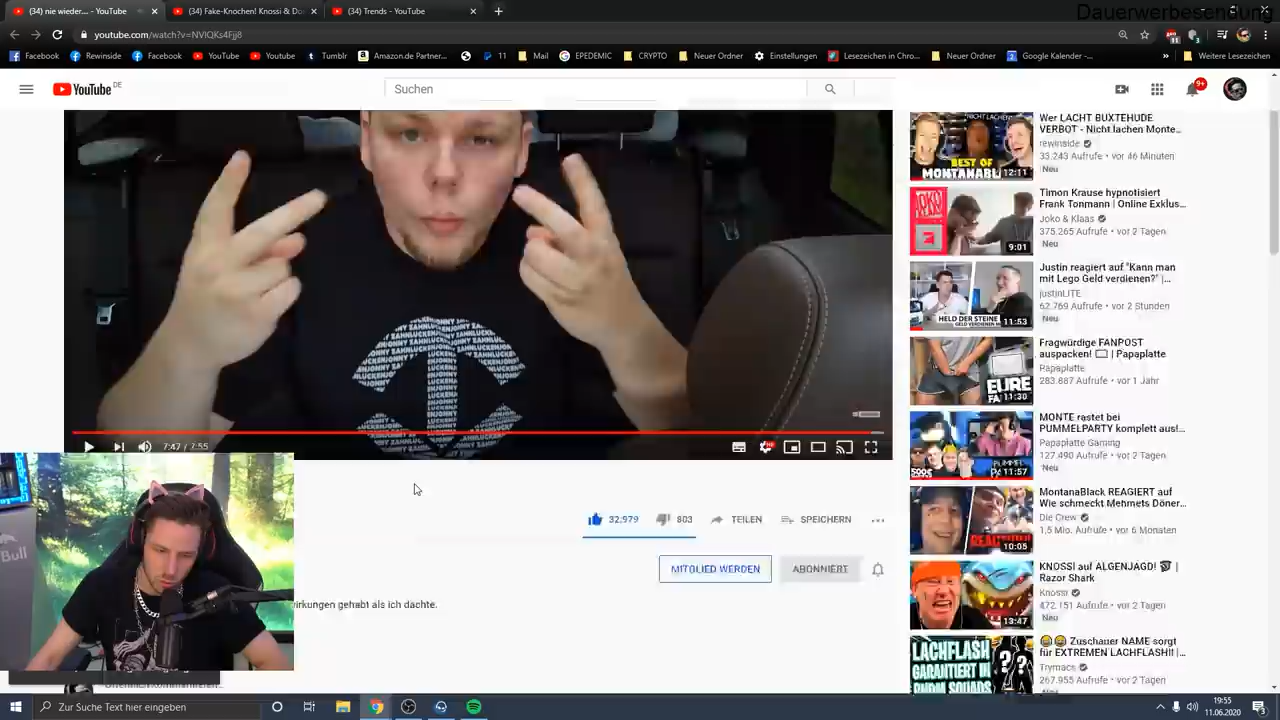 Dauerwerbesendung
(34) nie wieder... - YouTube
(34) Fake-Knochen! Knossi & Do
(34) Trends - YouTube
youtube.com/watch?v=NVIQKs4Fjj8
Facebook
Rewinside
Facebook
YouTube
Youtube
Tumblr
Amazon.de Partner...
11
Mail
EPEDEMIC
CRYPTO
Neuer Ordner
Einstellungen
Lesezeichen in Chro...
Neuer Ordner
Google Kalender -...
Weitere Lesezeichen
YouTube DE
Suchen
9+
7:47 / 7:55
32.979
803
TEILEN
SPEICHERN
MITGLIED WERDEN
ABONNIERT
wirkungen gehabt als ich dachte.
Bull
NICHT LACHEN
BEST OF
MONTANABL
12:11
Wer LACHT BUXTEHUDE
VERBOT - Nicht lachen Monte...
rewinside
33.243 Aufrufe • vor 46 Minuten
Neu
9:01
Timon Krause hypnotisiert
Frank Tonmann | Online Exklus...
Joko & Klaas
375.265 Aufrufe • vor 2 Tagen
Neu
HELD DER STEINE
11:53
Justin reagiert auf "Kann man
mit Lego Geld verdienen?" |...
justinLITE
62.769 Aufrufe • vor 2 Stunden
Neu
EURE
11:30
Fragwürdige FANPOST
auspacken! | Papaplatte
Papaplatte
283.887 Aufrufe • vor 1 Jahr
11:57
MONTE rastet bei
PUMMELPARTY komplett aus!...
Papaplatte Gaming
127.490 Aufrufe • vor 2 Tagen
Neu
10:05
MontanaBlack REAGIERT auf
Wie schmeckt Mehmets Döner...
Die Crew
1,5 Mio. Aufrufe • vor 6 Monaten
13:47
KNOSSI auf ALGENJAGD! |
Razor Shark
Knossi
472.151 Aufrufe • vor 2 Tagen
Neu
LACHFLASH
GARANTIERT IN
RNDM SQUADS
Zuschauer NAME sorgt
für EXTREMEN LACHFLASH!! |...
Trymacs
267.955 Aufrufe • vor 2 Tagen
Zur Suche Text hier eingeben
19:55
11.06.2020